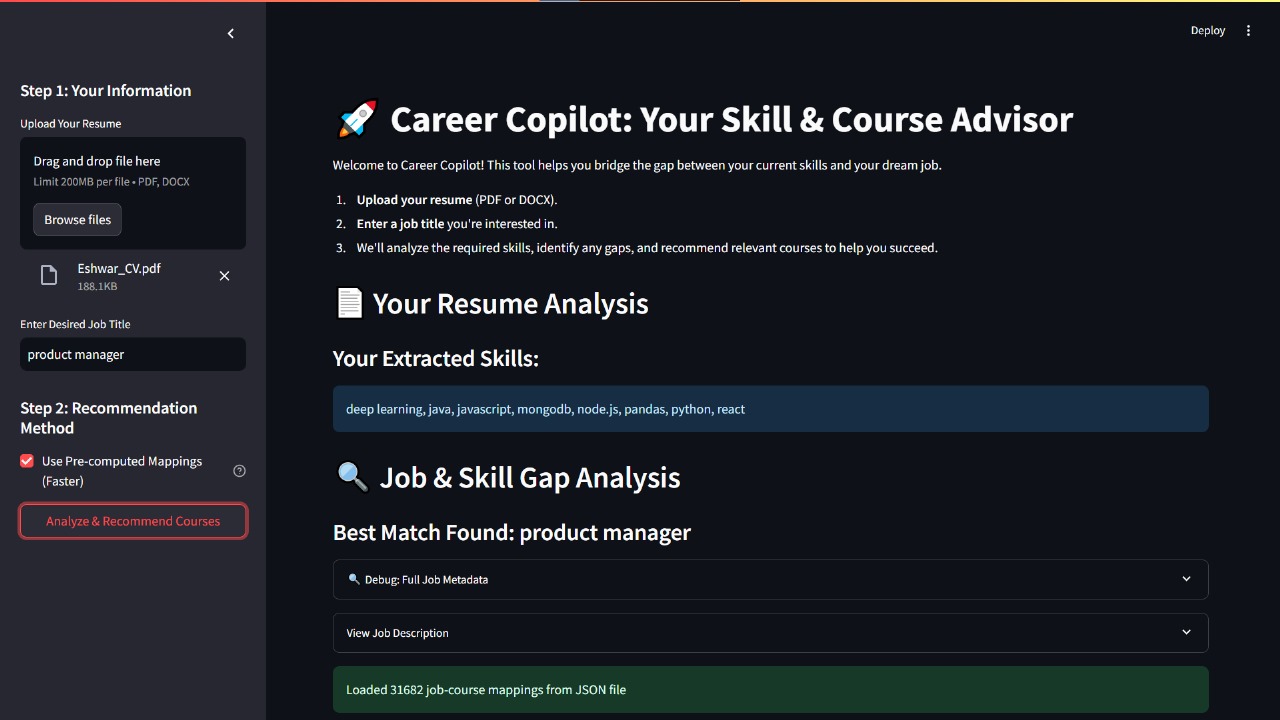 Deploy
Step 1: Your Information
Upload Your Resume
Drag and drop file here
Limit 200MB per file • PDF, DOCX
Browse files
Eshwar_CV.pdf
188.1KB
Enter Desired Job Title
product manager
Step 2: Recommendation
Method
Use Pre-computed Mappings
(Faster)
Analyze & Recommend Courses
🚀 Career Copilot: Your Skill & Course Advisor
Welcome to Career Copilot! This tool helps you bridge the gap between your current skills and your dream job.
1. Upload your resume (PDF or DOCX).
2. Enter a job title you're interested in.
3. We'll analyze the required skills, identify any gaps, and recommend relevant courses to help you succeed.
📄 Your Resume Analysis
Your Extracted Skills:
deep learning, java, javascript, mongodb, node.js, pandas, python, react
🔍 Job & Skill Gap Analysis
Best Match Found: product manager
🔍 Debug: Full Job Metadata
View Job Description
Loaded 31682 job-course mappings from JSON file